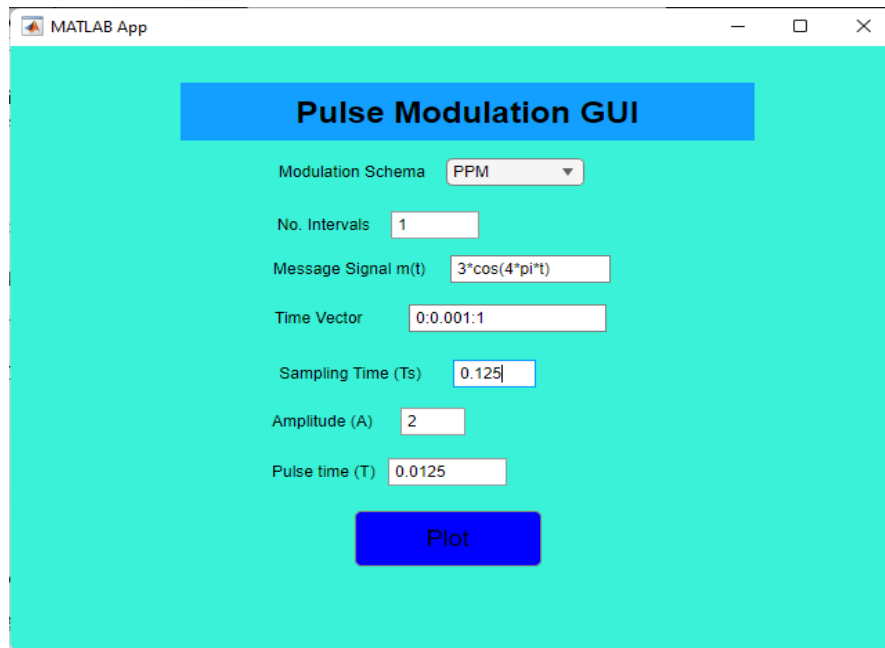 MATLAB App
Pulse Modulation GUI
Modulation Schema PPM
No. Intervals 1
Message Signal m(t) 3*cos(4*pi*t)
Time Vector 0:0.001:1
Sampling Time (Ts) 0.125
Amplitude (A) 2
Pulse time (T) 0.0125
Plot